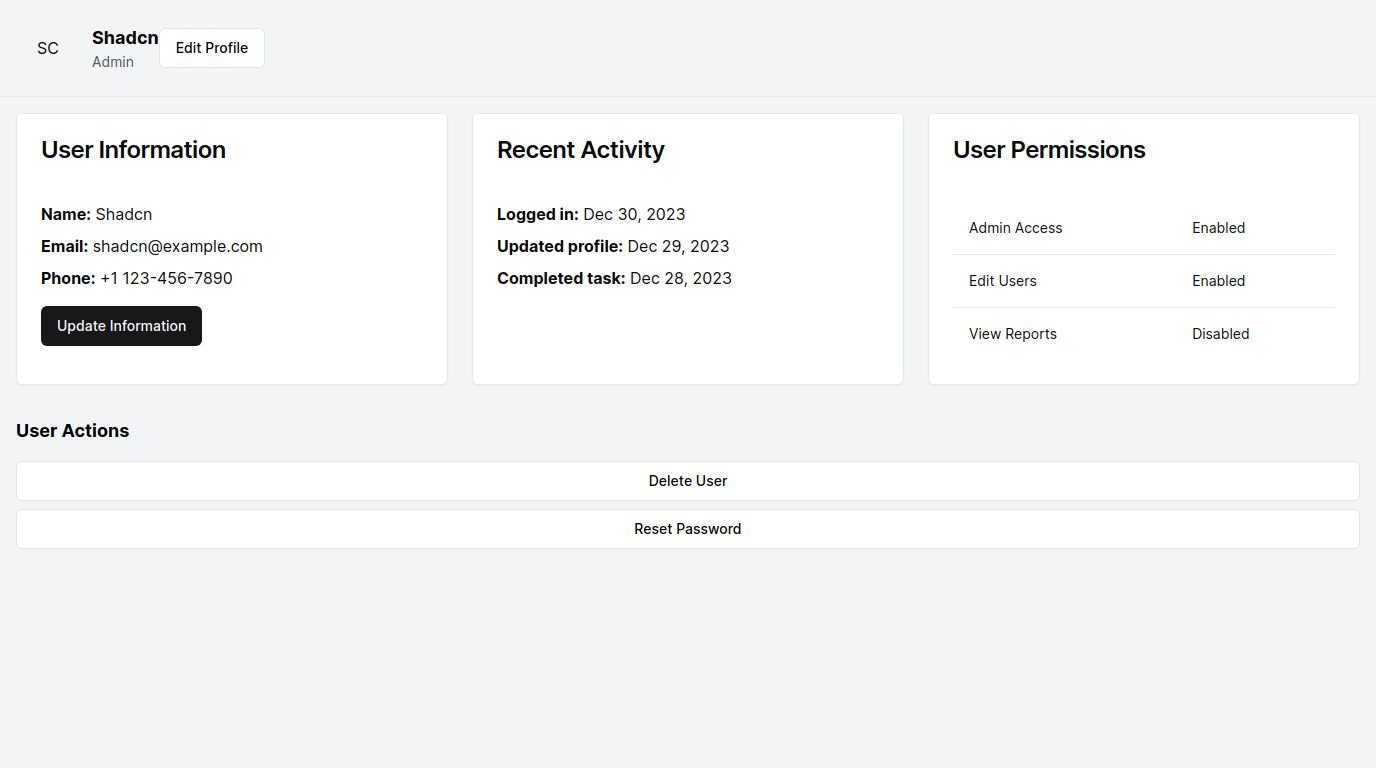 SC
Shadcn
Admin
Edit Profile
User Information
Name: Shadcn
Email: shadcn@example.com
Phone: +1 123-456-7890
Update Information
Recent Activity
Logged in: Dec 30, 2023
Updated profile: Dec 29, 2023
Completed task: Dec 28, 2023
User Permissions
Admin Access Enabled
Edit Users Enabled
View Reports Disabled
User Actions
Delete User
Reset Password